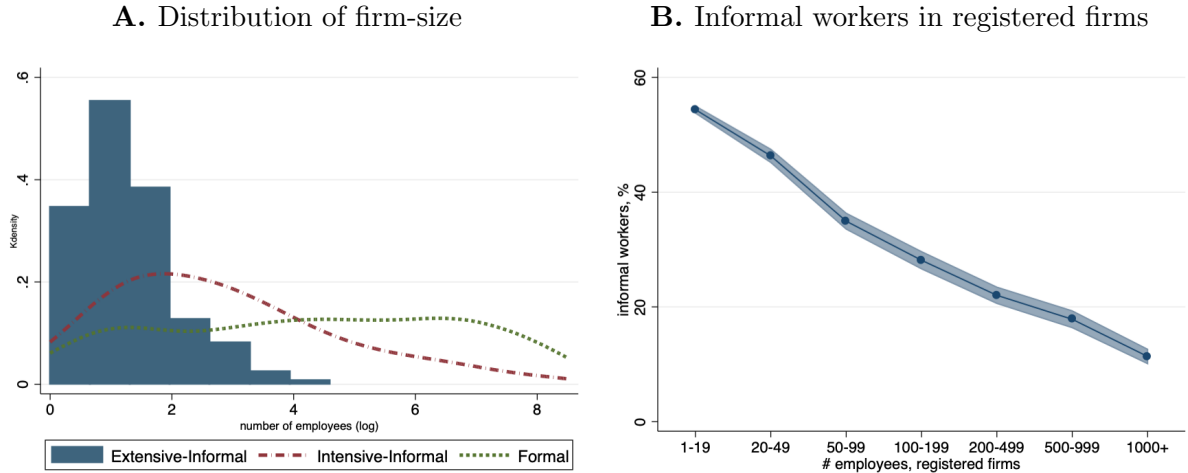 A. Distribution of firm-size
.6
.4
.2
0
Kdensity
0 2 4 6 8
number of employees (log)
Extensive-Informal Intensive-Informal Formal
B. Informal workers in registered firms
60
40
20
0
informal workers, %
1-19 20-49 50-99 100-199 200-499 500-999 1000+
# employees, registered firms